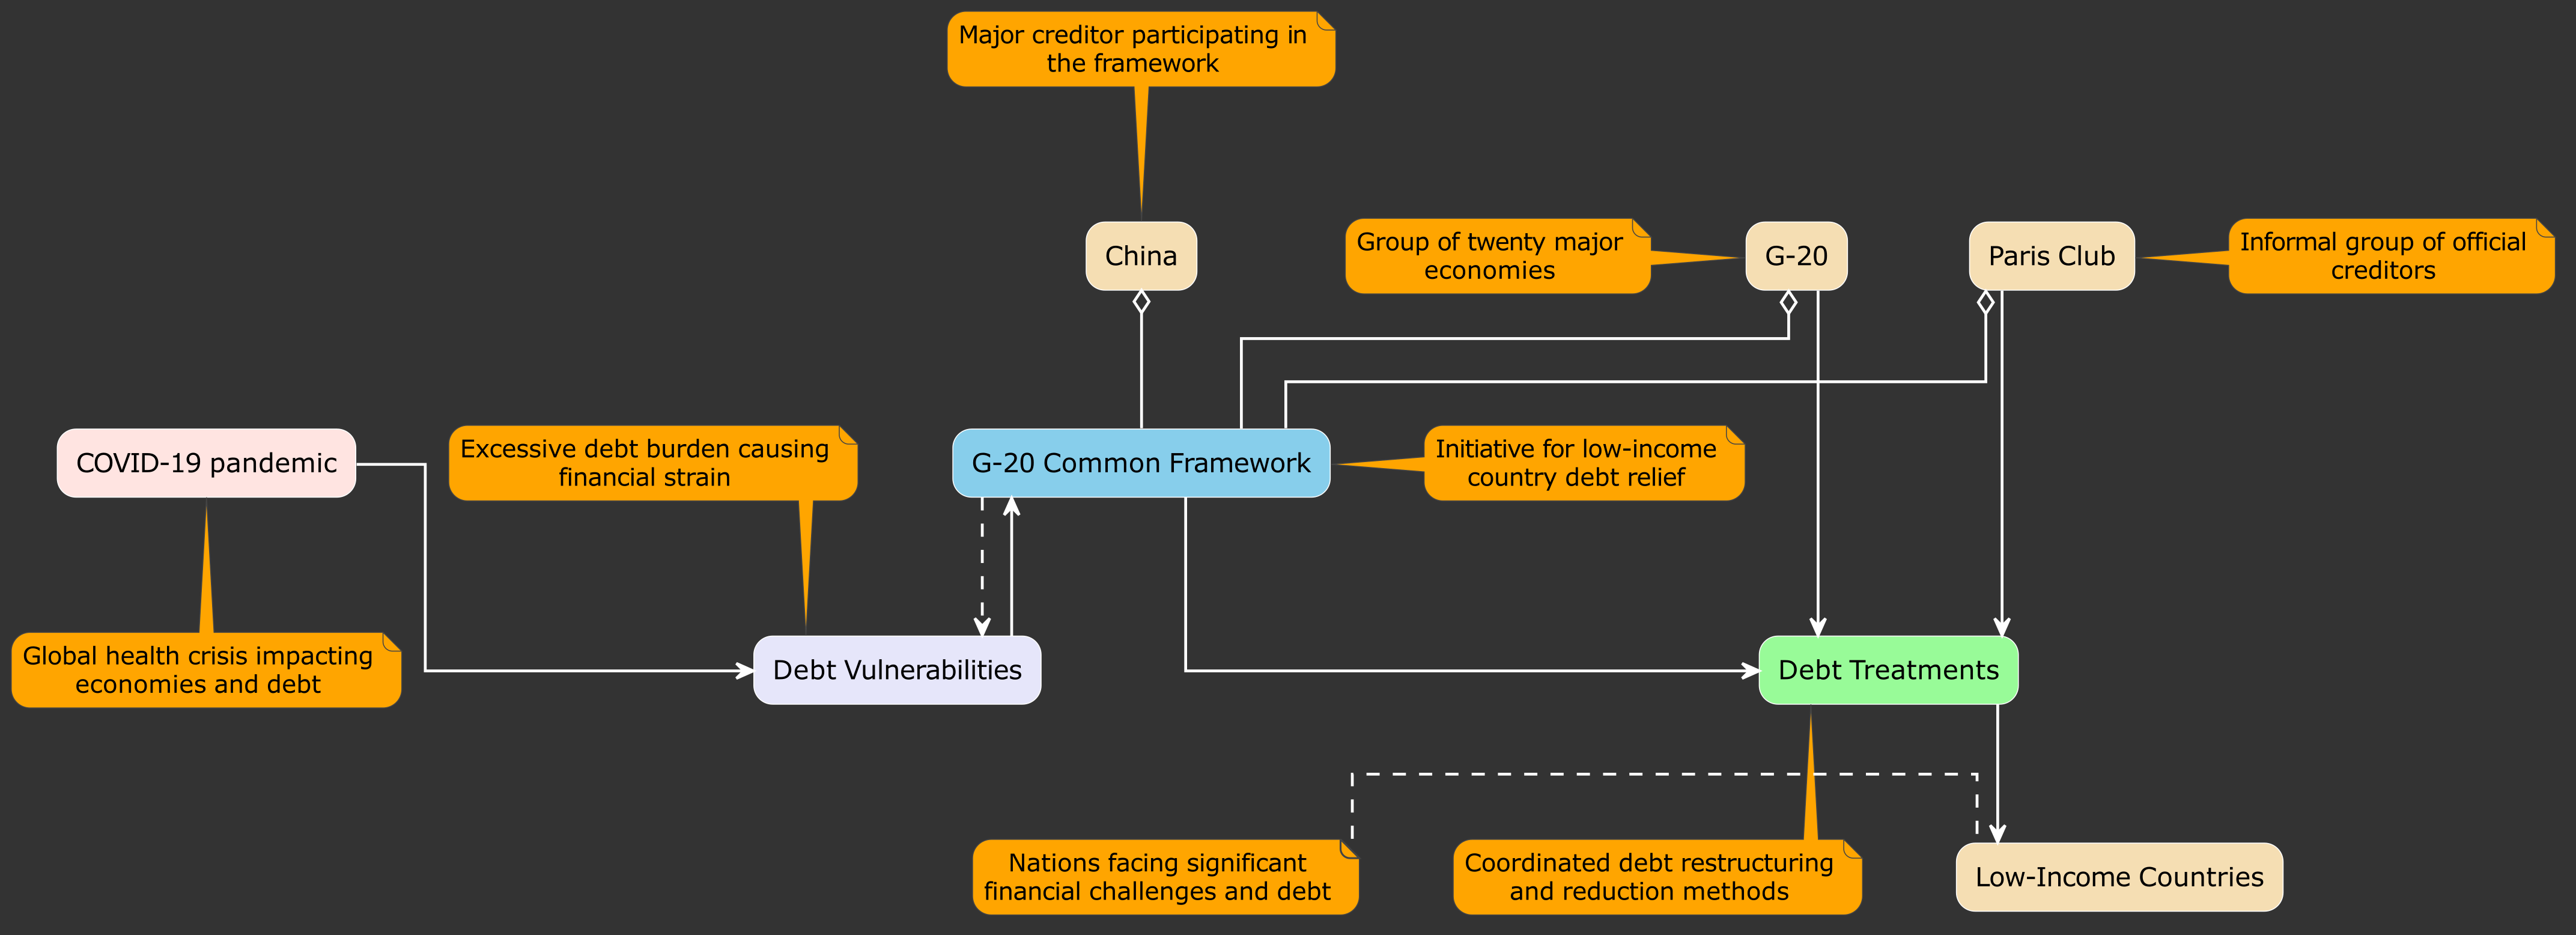 Major creditor participating in
the framework
China
Group of twenty major
economies
G-20
Paris Club
Informal group of official
creditors
COVID-19 pandemic
Excessive debt burden causing
financial strain
G-20 Common Framework
Initiative for low-income
country debt relief
Global health crisis impacting
economies and debt
Debt Vulnerabilities
Debt Treatments
Nations facing significant
financial challenges and debt
Coordinated debt restructuring
and reduction methods
Low-Income Countries